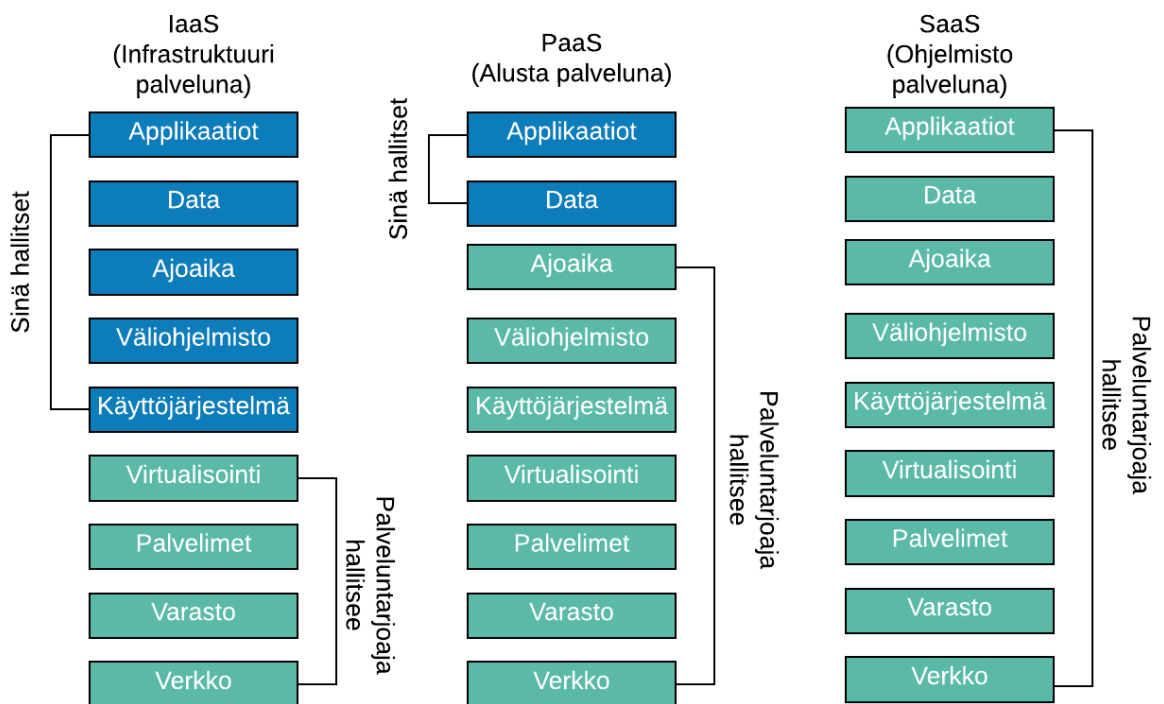 IaaS
(Infrastruktuuri
palveluna)
Sinä hallitset
Applikaatiot
Data
Ajoaika
Väliohjelmisto
Käyttöjärjestelmä
Virtualisointi
Palvelimet
Varasto
Verkko
Palveluntarjoaja
hallitsee
PaaS
(Alusta palveluna)
Sinä hallitset
Applikaatiot
Data
Ajoaika
Väliohjelmisto
Käyttöjärjestelmä
Virtualisointi
Palvelimet
Varasto
Verkko
Palveluntarjoaja
hallitsee
SaaS
(Ohjelmisto
palveluna)
Applikaatiot
Data
Ajoaika
Väliohjelmisto
Käyttöjärjestelmä
Virtualisointi
Palvelimet
Varasto
Verkko
Palveluntarjoaja
hallitsee